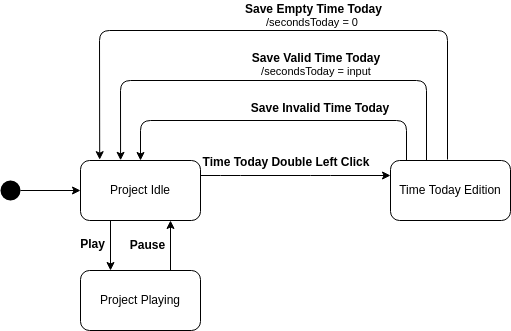 Save Empty Time Today
/secondsToday = 0
Save Valid Time Today
/secondsToday = input
Save Invalid Time Today
Time Today Double Left Click
Project Idle
Time Today Edition
Play
Pause
Project Playing